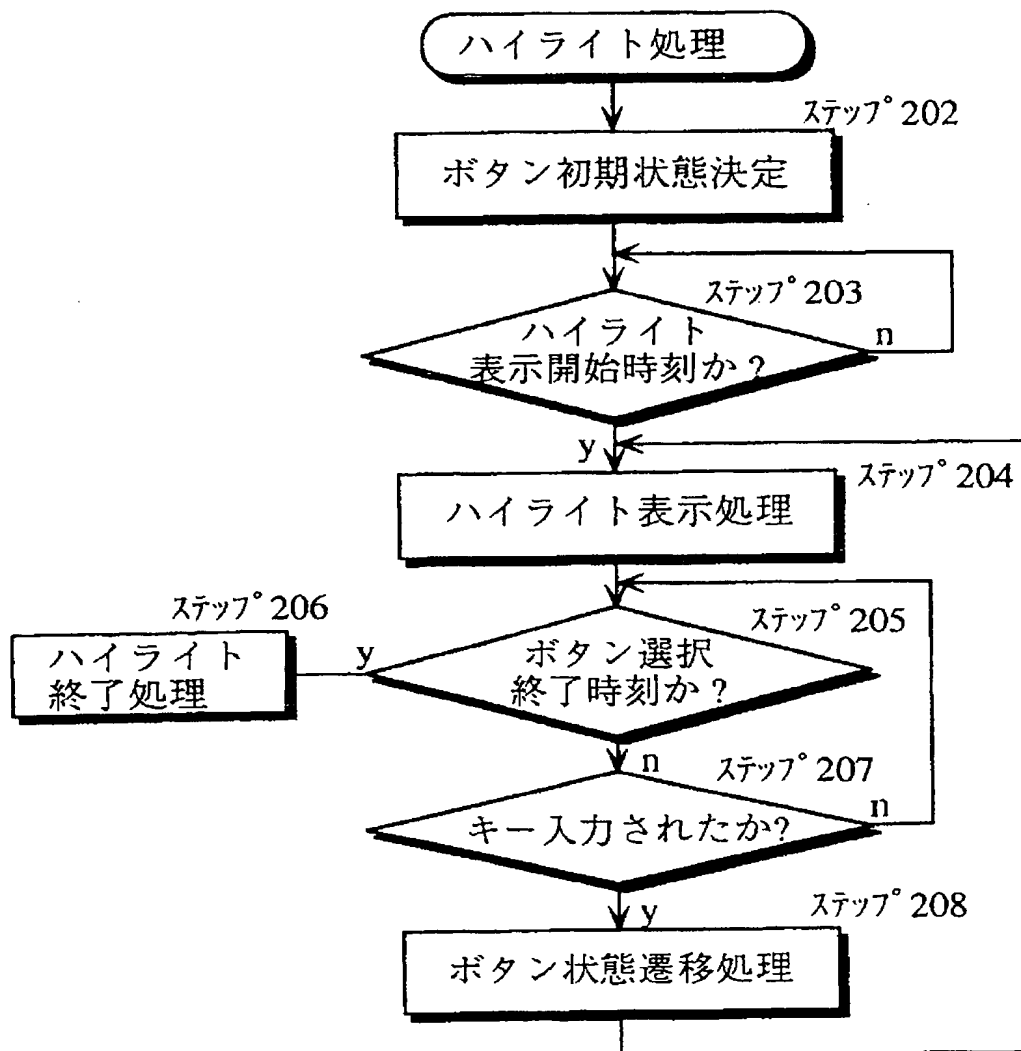 ハイライト処理
ステップ202
ボタン初期状態決定
ステップ203
ハイライト
表示開始時刻か?
n
y
ステップ204
ハイライト表示処理
ステップ206
ハイライト
終了処理
y
ステップ205
ボタン選択
終了時刻か?
n
ステップ207
キー入力されたか?
n
y
ステップ208
ボタン状態遷移処理